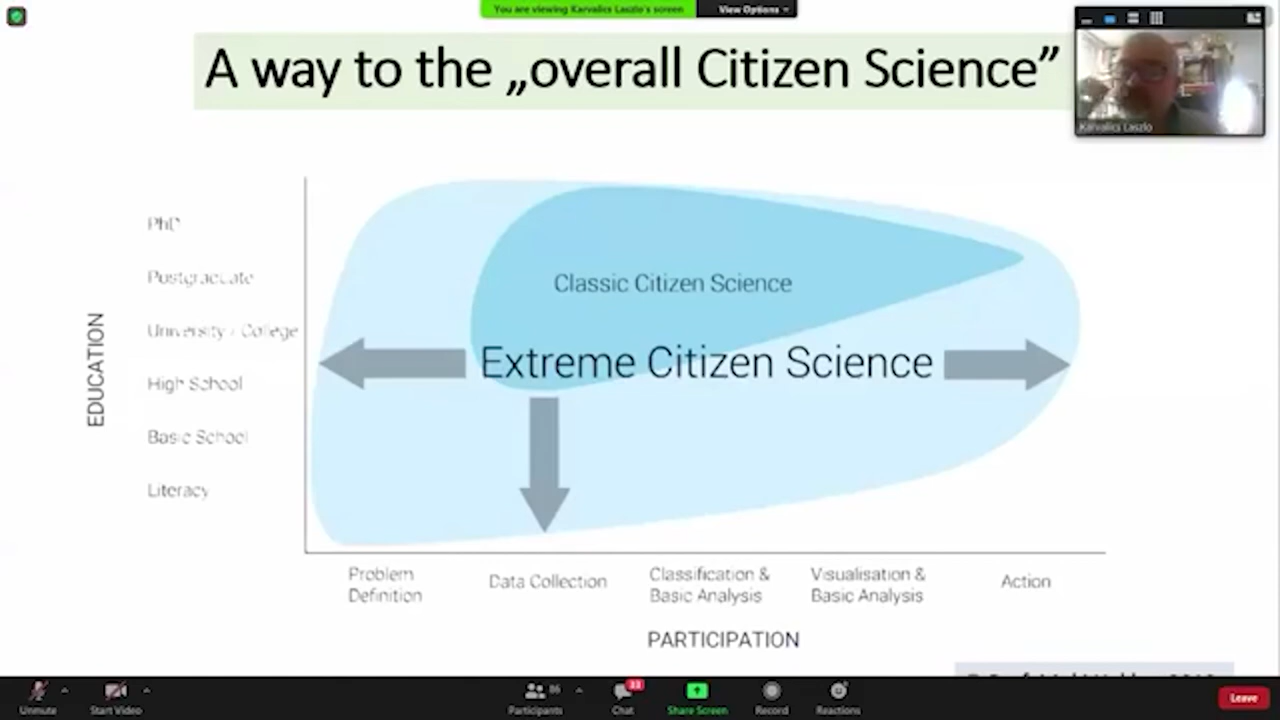 You are viewing Karvalics Laszlo's screen
View Options
A way to the „overall Citizen Science”
Karvalics Laszlo
PhD
Postgraduate
University / College
High School
Basic School
Literacy
EDUCATION
Classic Citizen Science
Extreme Citizen Science
Problem
Definition
Data Collection
Classification &
Basic Analysis
Visualisation &
Basic Analysis
Action
PARTICIPATION
Unmute
Start Video
Participants
86
Chat
33
Share Screen
Record
Reactions
Leave